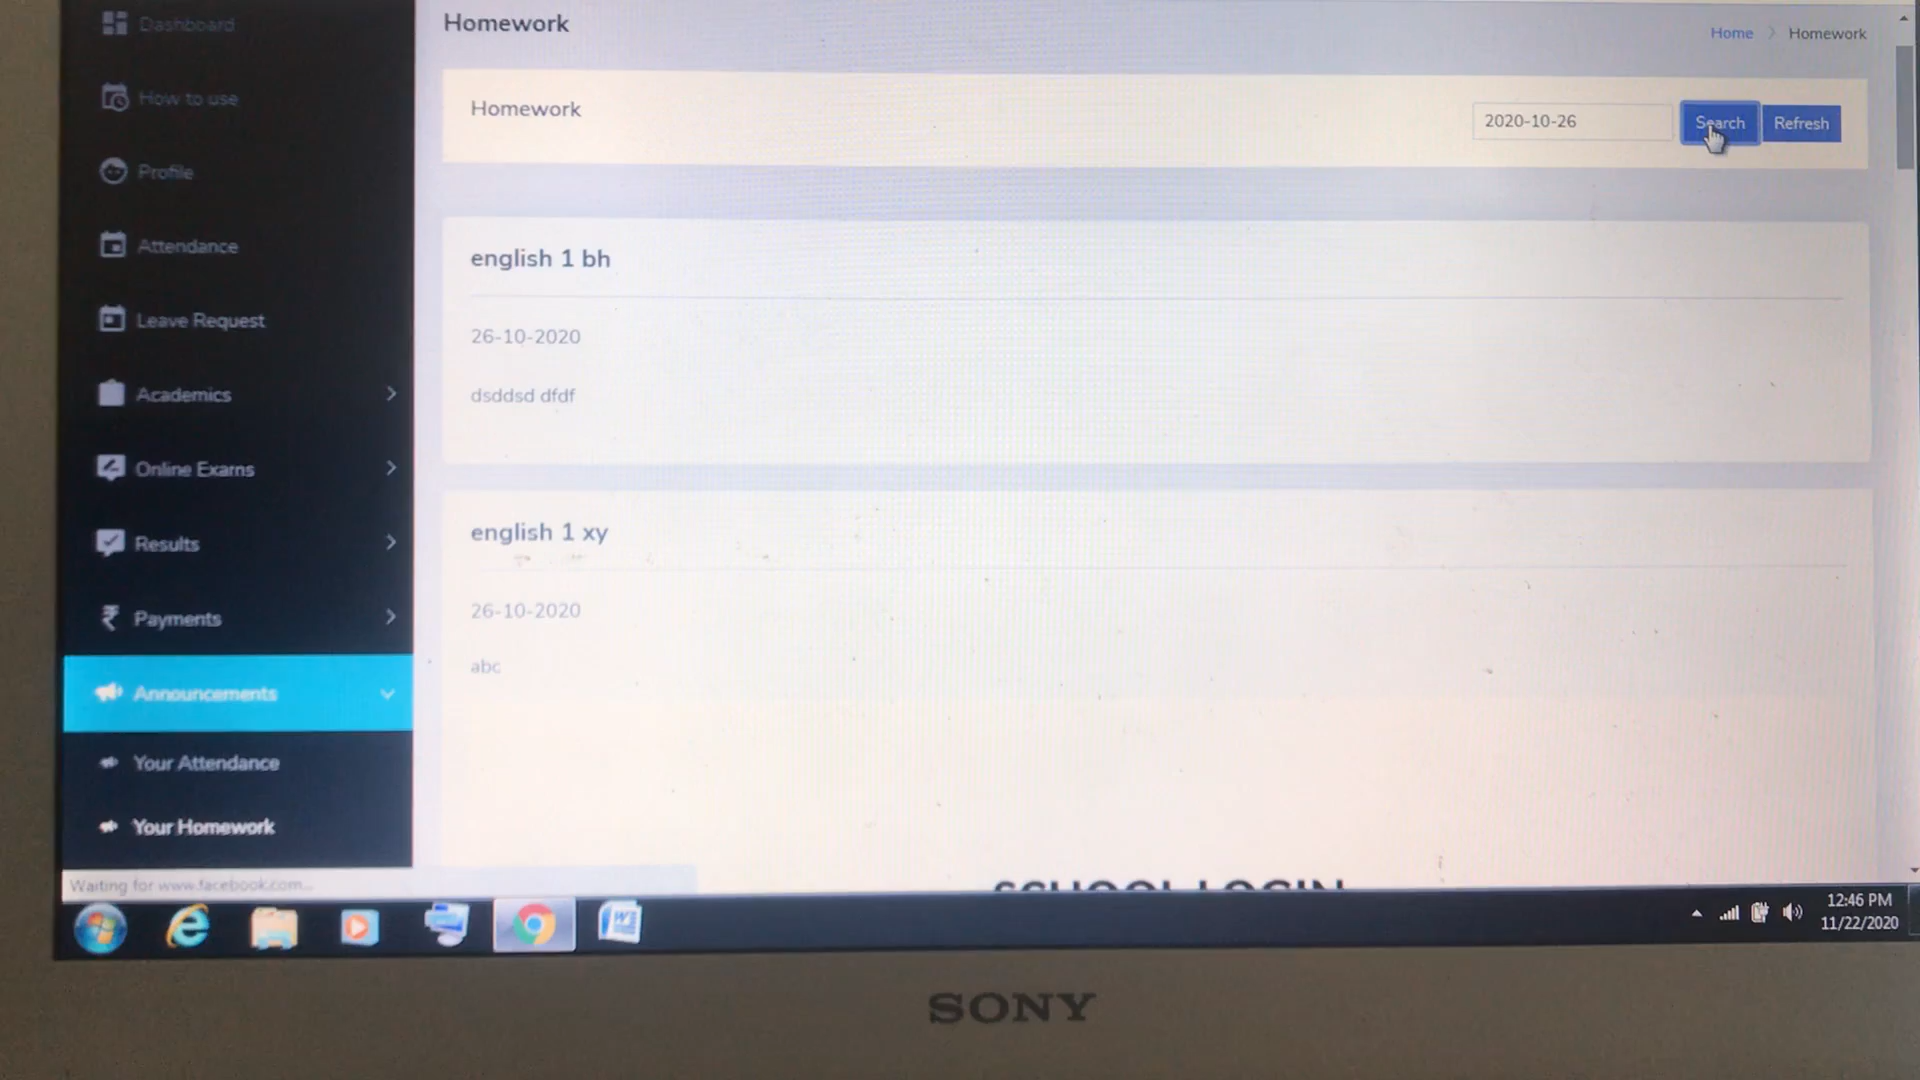 Dashboard
How to use
Profile
Attendance
Leave Request
Academics
Online Exams
Results
Payments
Announcements
Your Attendance
Your Homework
Homework
Home > Homework
Homework
2020-10-26
Search
Refresh
english 1 bh
26-10-2020
dsddsd dfdf
english 1 xy
26-10-2020
abc
SCHOOL LOGIN
Waiting for www.facebook.com...
12:46 PM
11/22/2020
SONY